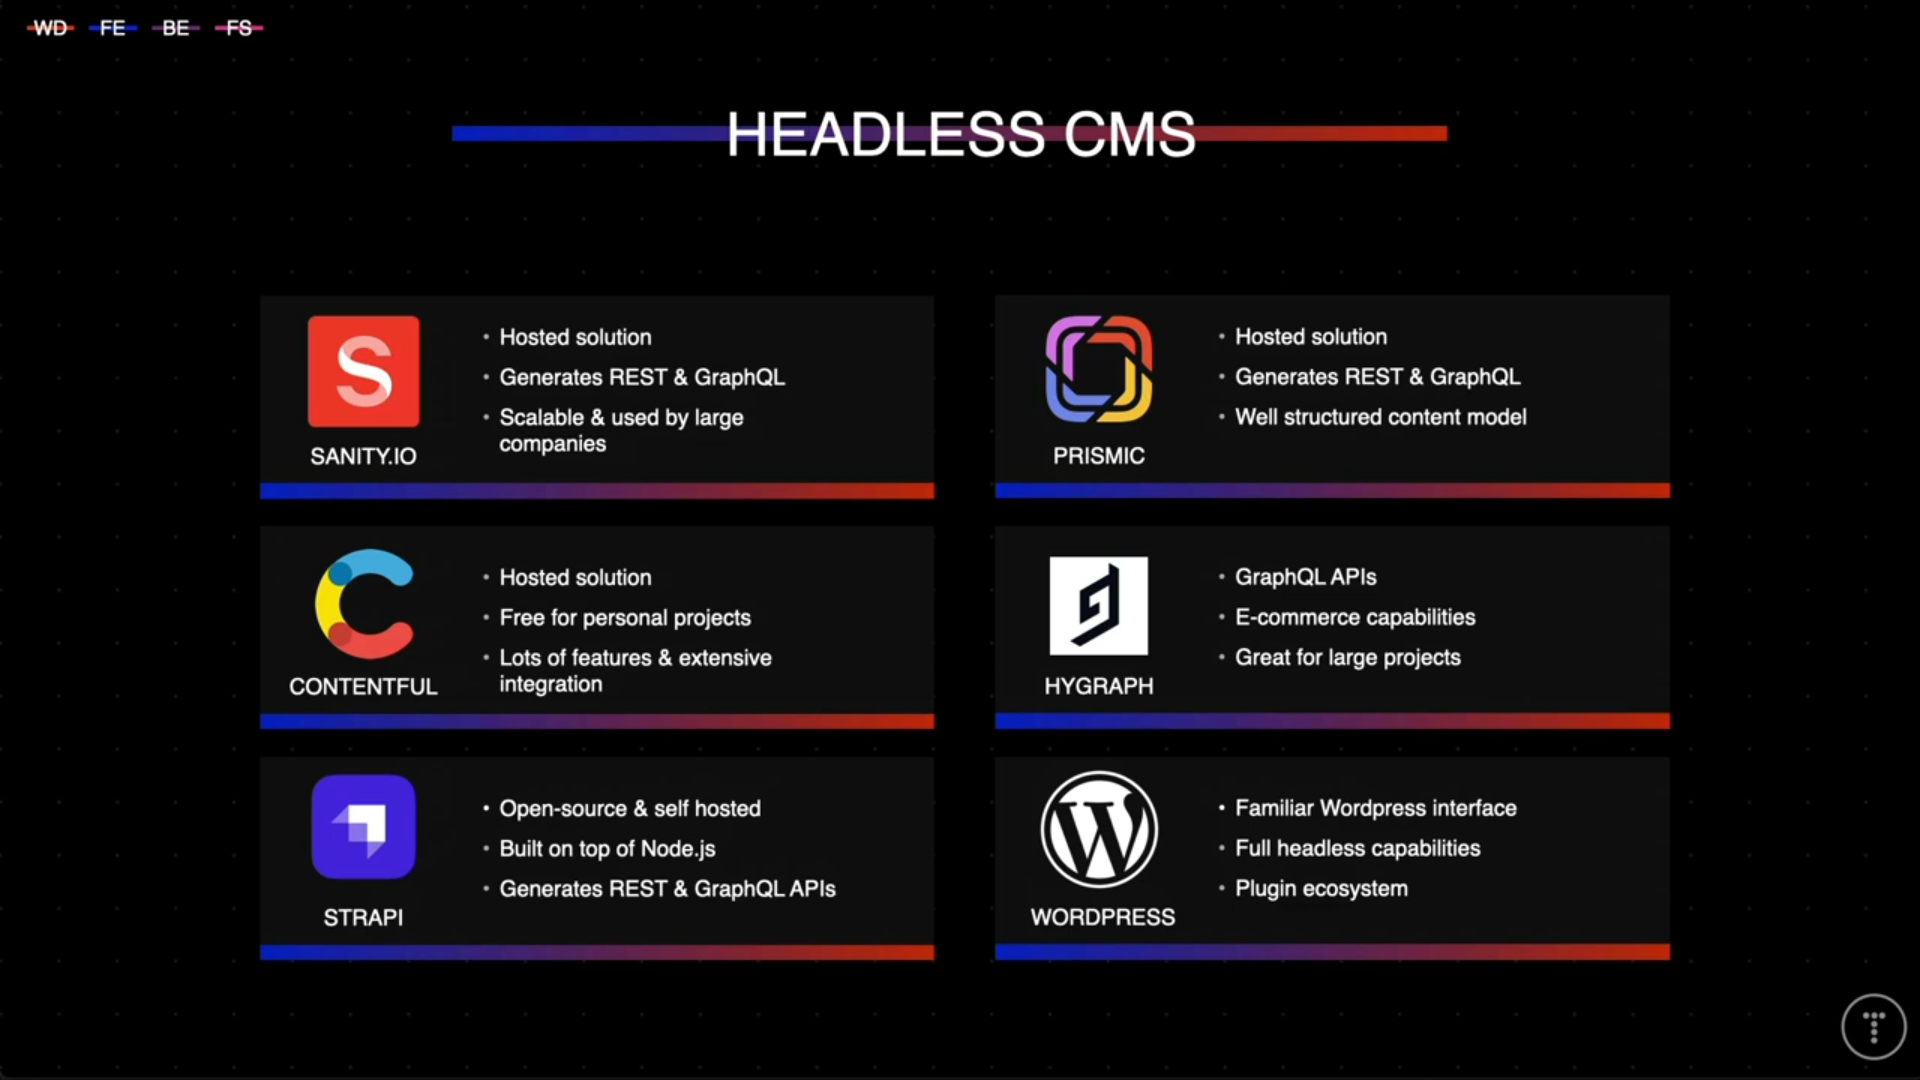 WD FE BE FS
HEADLESS CMS
SANITY.IO
• Hosted solution
• Generates REST & GraphQL
• Scalable & used by large
companies
PRISMIC
• Hosted solution
• Generates REST & GraphQL
• Well structured content model
CONTENTFUL
• Hosted solution
• Free for personal projects
• Lots of features & extensive
integration
HYGRAPH
• GraphQL APIs
• E-commerce capabilities
• Great for large projects
STRAPI
• Open-source & self hosted
• Built on top of Node.js
• Generates REST & GraphQL APIs
WORDPRESS
• Familiar Wordpress interface
• Full headless capabilities
• Plugin ecosystem
T